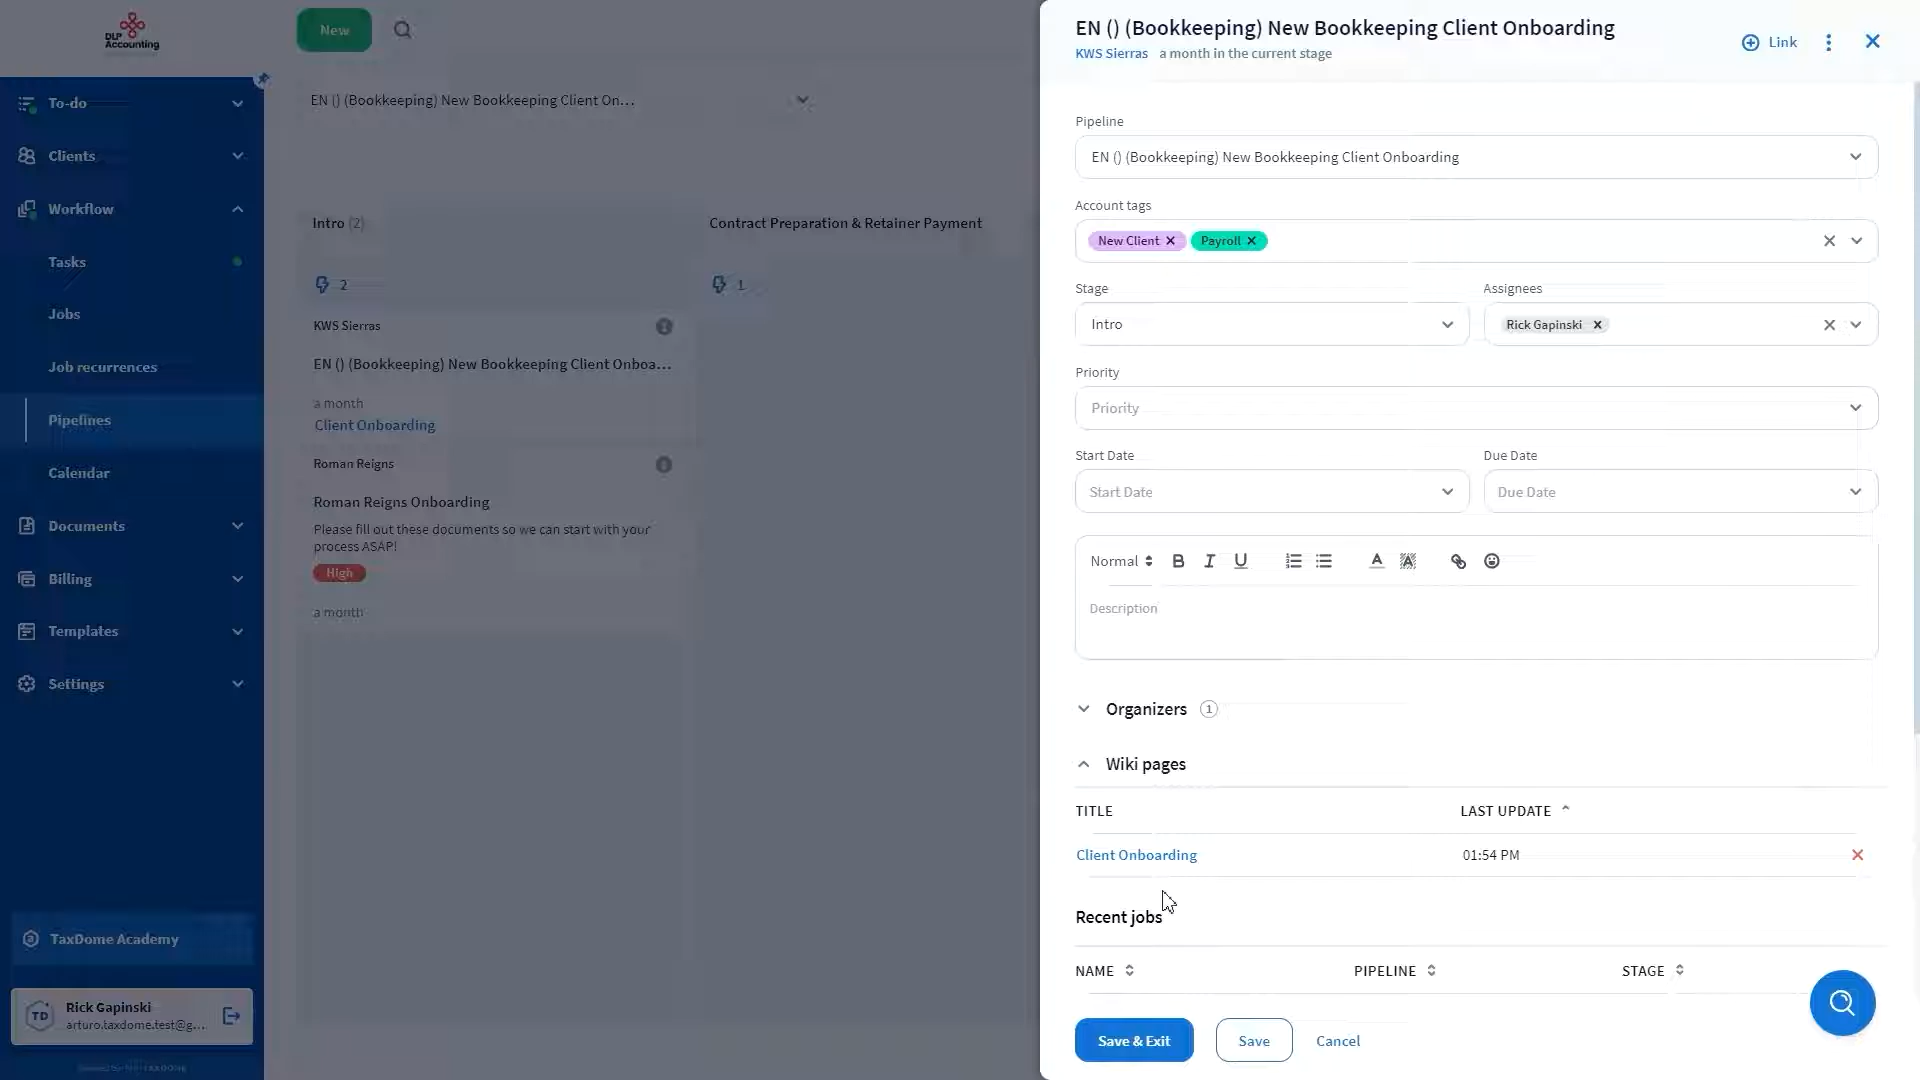 DLP
Accounting
New
To-do
Clients
Workflow
Tasks
Jobs
Job recurrences
Pipelines
Calendar
Documents
Billing
Templates
Settings
TaxDome Academy
TD
Rick Gapinski
arturo.taxdome.test@g...
EN () (Bookkeeping) New Bookkeeping Client On...
Intro (2)
2
KWS Sierras
EN () (Bookkeeping) New Bookkeeping Client Onboa...
a month
Client Onboarding
Roman Reigns
Roman Reigns Onboarding
Please fill out these documents so we can start with your
process ASAP!
High
a month
Contract Preparation & Retainer Payment
1
EN () (Bookkeeping) New Bookkeeping Client Onboarding
KWS Sierras a month in the current stage
Link
Pipeline
EN () (Bookkeeping) New Bookkeeping Client Onboarding
Account tags
New Client
Payroll
Stage
Assignees
Intro
Rick Gapinski
Priority
Priority
Start Date
Due Date
Start Date
Due Date
Normal B I U A A
Description
Organizers 1
Wiki pages
TITLE
LAST UPDATE
Client Onboarding
01:54 PM
Recent jobs
NAME
PIPELINE
STAGE
Save & Exit
Save
Cancel